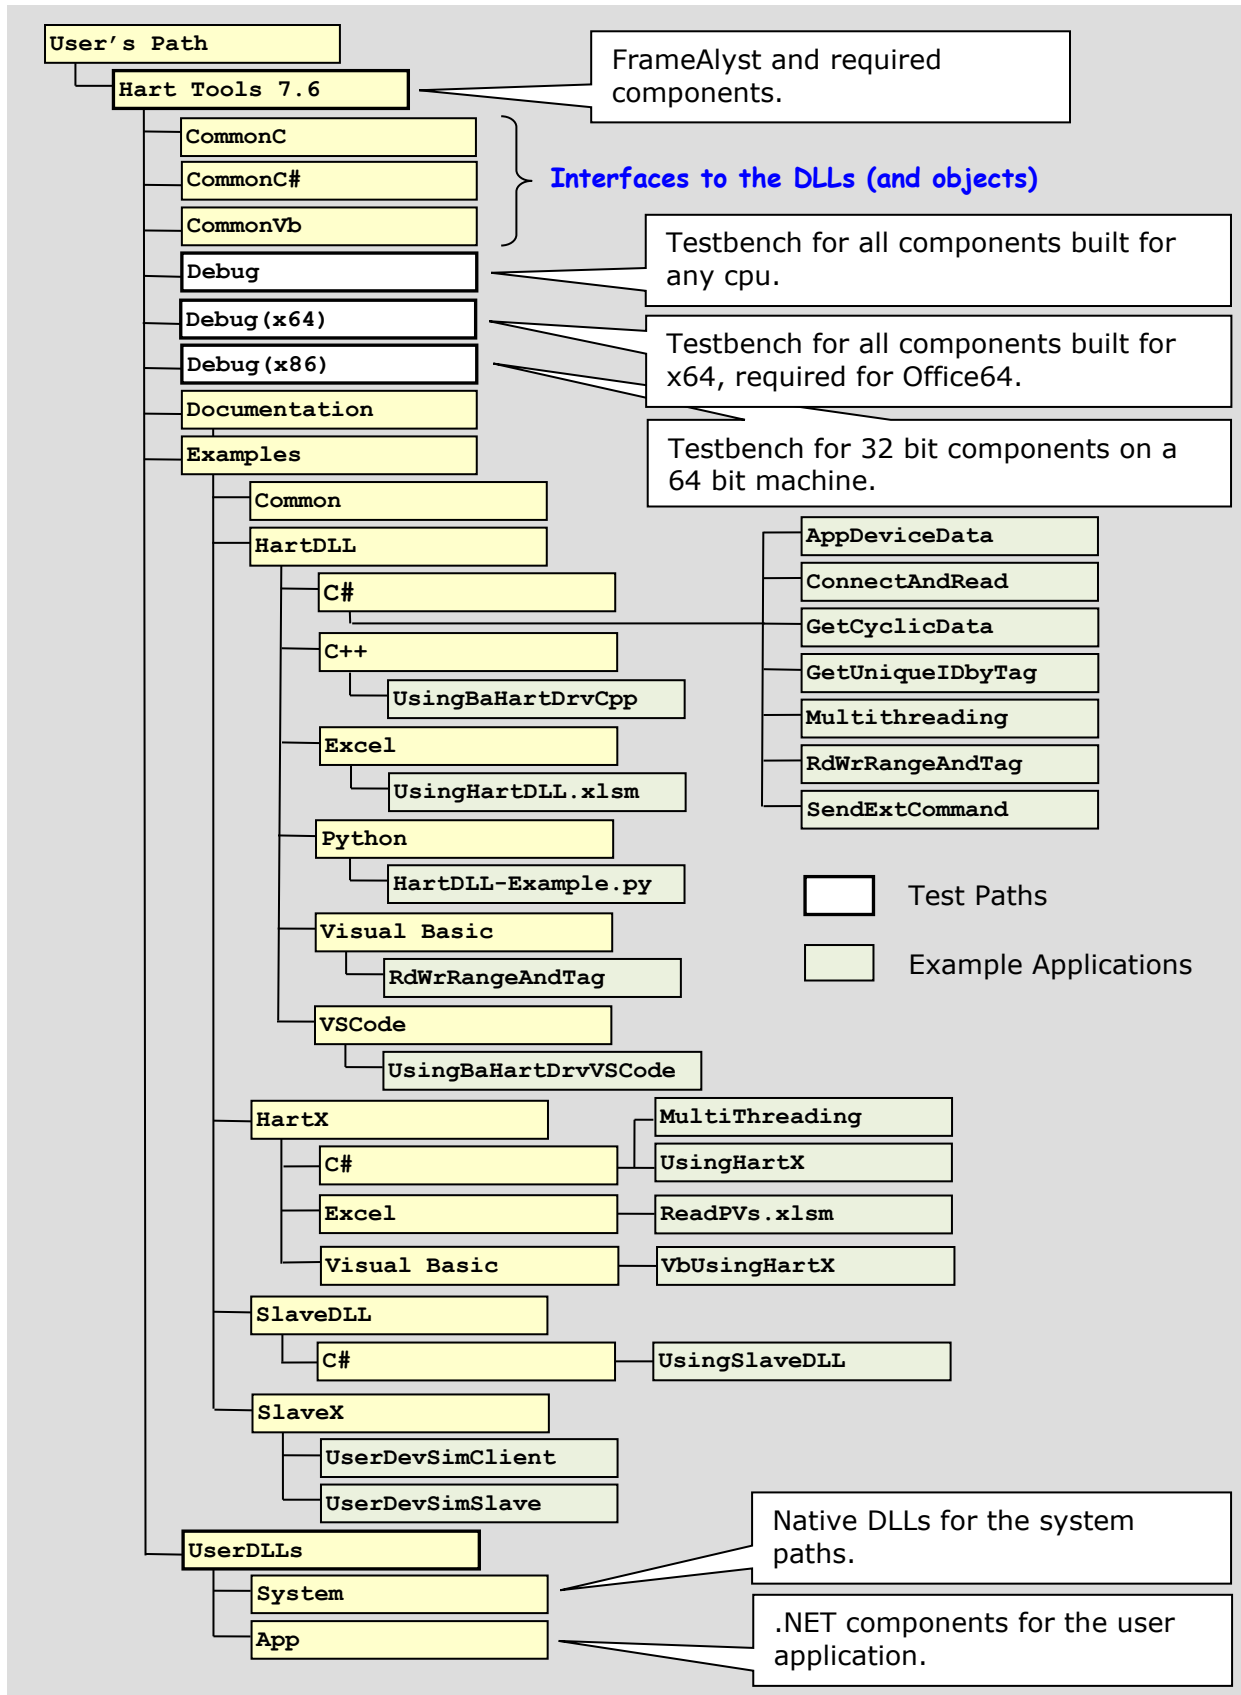 User’s Path
Hart Tools 7.6
FrameAlyst and required
components.
CommonC
CommonC#
CommonVb
Interfaces to the DLLs (and objects)
Debug
Testbench for all components built for
any cpu.
Debug(x64)
Testbench for all components built for
x64, required for Office64.
Debug(x86)
Testbench for 32 bit components on a
64 bit machine.
Documentation
Examples
Common
HartDLL
C#
AppDeviceData
ConnectAndRead
GetCyclicData
GetUniqueIDbyTag
Multithreading
RdWrRangeAndTag
SendExtCommand
C++
UsingBaHartDrvCpp
Excel
UsingHartDLL.xlsm
Python
HartDLL-Example.py
Visual Basic
RdWrRangeAndTag
VSCode
UsingBaHartDrvVSCode
Test Paths
Example Applications
HartX
C#
MultiThreading
UsingHartX
Excel
ReadPVs.xlsm
Visual Basic
VbUsingHartX
SlaveDLL
C#
UsingSlaveDLL
SlaveX
UserDevSimClient
UserDevSimSlave
UserDLLs
System
Native DLLs for the system
paths.
App
.NET components for the user
application.